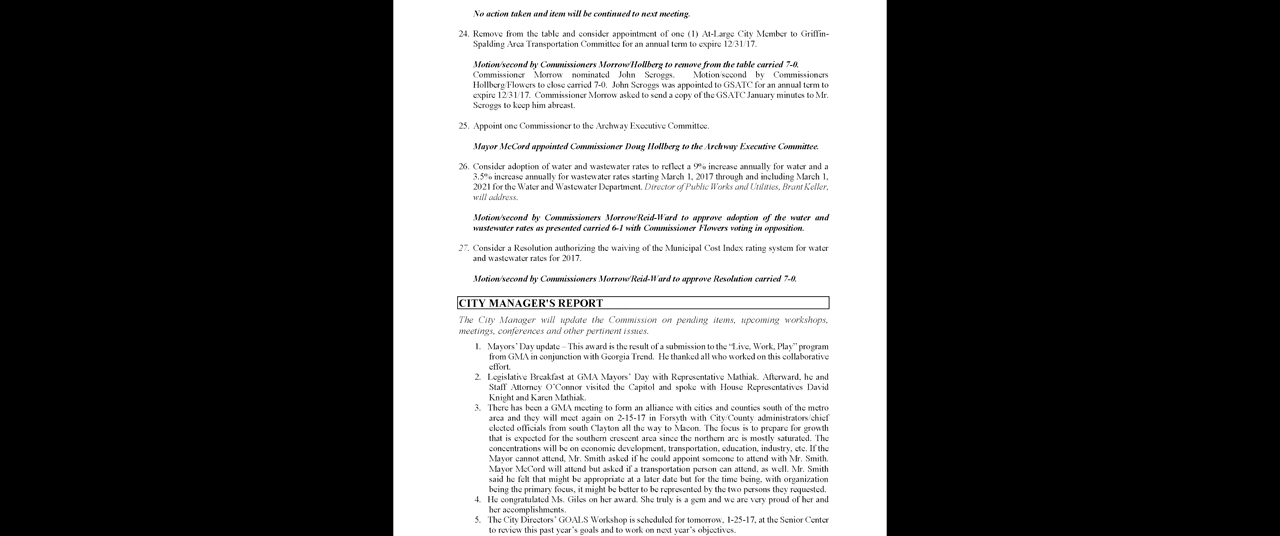 No action taken and item will be continued to next meeting.
24. Remove from the table and consider appointment of one (1) At-Large City Member to Griffin-
Spalding Area Transportation Committee for an annual term to expire 12/31/17.
Motion/second by Commissioners Morrow/Hollberg to remove from the table carried 7-0.
Commissioner Morrow nominated John Scroggs. Motion/second by Commissioners
Hollberg/Flowers to close carried 7-0. John Scroggs was appointed to GSATC for an annual term to
expire 12/31/17. Commissioner Morrow asked to send a copy of the GSATC January minutes to Mr.
Scroggs to keep him abreast.
25. Appoint one Commissioner to the Archway Executive Committee.
Mayor McCord appointed Commissioner Doug Hollberg to the Archway Executive Committee.
26. Consider adoption of water and wastewater rates to reflect a 9% increase annually for water and a
3.5% increase annually for wastewater rates starting March 1, 2017 through and including March 1,
2021 for the Water and Wastewater Department. Director of Public Works and Utilities, Brant Keller,
will address.
Motion/second by Commissioners Morrow/Reid-Ward to approve adoption of the water and
wastewater rates as presented carried 6-1 with Commissioner Flowers voting in opposition.
27. Consider a Resolution authorizing the waiving of the Municipal Cost Index rating system for water
and wastewater rates for 2017.
Motion/second by Commissioners Morrow/Reid-Ward to approve Resolution carried 7-0.
CITY MANAGER'S REPORT
The City Manager will update the Commission on pending items, upcoming workshops,
meetings, conferences and other pertinent issues.
1. Mayors' Day update – This award is the result of a submission to the "Live, Work, Play" program
from GMA in conjunction with Georgia Trend. He thanked all who worked on this collaborative
effort.
2. Legislative Breakfast at GMA Mayors' Day with Representative Mathiak. Afterward, he and
Staff Attorney O'Connor visited the Capitol and spoke with House Representatives David
Knight and Karen Mathiak.
3. There has been a GMA meeting to form an alliance with cities and counties south of the metro
area and they will meet again on 2-15-17 in Forsyth with City/County administrators/chief
elected officials from south Clayton all the way to Macon. The focus is to prepare for growth
that is expected for the southern crescent area since the northern arc is mostly saturated. The
concentrations will be on economic development, transportation, education, industry, etc. If the
Mayor cannot attend, Mr. Smith asked if he could appoint someone to attend with Mr. Smith.
Mayor McCord will attend but asked if a transportation person can attend, as well. Mr. Smith
said he felt that might be appropriate at a later date but for the time being, with organization
being the primary focus, it might be better to be represented by the two persons they requested.
4. He congratulated Ms. Giles on her award. She truly is a gem and we are very proud of her and
her accomplishments.
5. The City Directors' GOALS Workshop is scheduled for tomorrow, 1-25-17, at the Senior Center
to review this past year's goals and to work on next year's objectives.